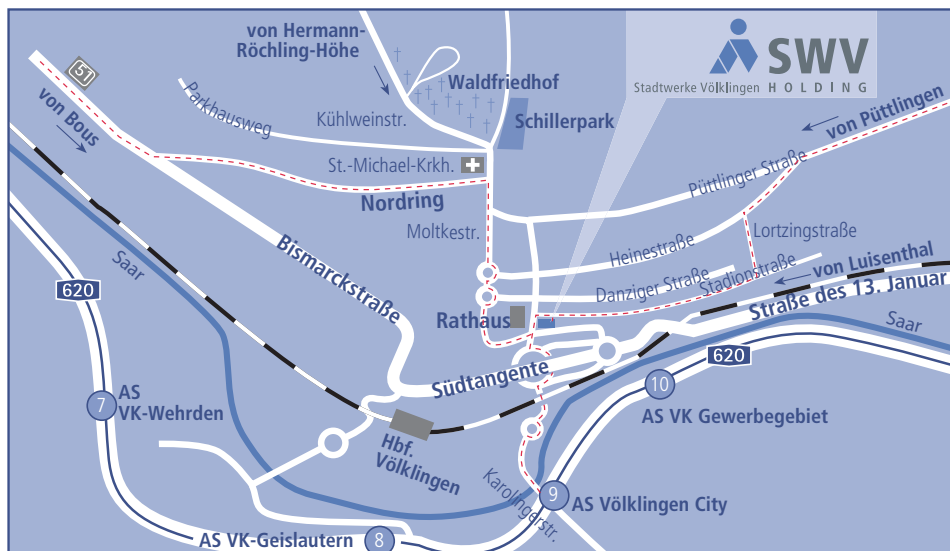 von Hermann-
Röchling-Höhe
SWV
Stadtwerke Völklingen HOLDING
51
von Bous
Parkhausweg
Waldfriedhof
Kühlweinstr.
Schillerpark
von Püttlingen
St.-Michael-Krkh.
Püttlinger Straße
Nordring
Moltkestr.
Lortzingstraße
Heinestraße
Saar
Bismarckstraße
Danziger Straße
Stadionstraße
von Luisenthal
620
Rathaus
Straße des 13. Januar
Saar
620
Südtangente
7
AS
VK-Wehrden
10
AS VK Gewerbegebiet
Hbf.
Völklingen
Karolingerstr.
9
AS Völklingen City
AS VK-Geislautern
8